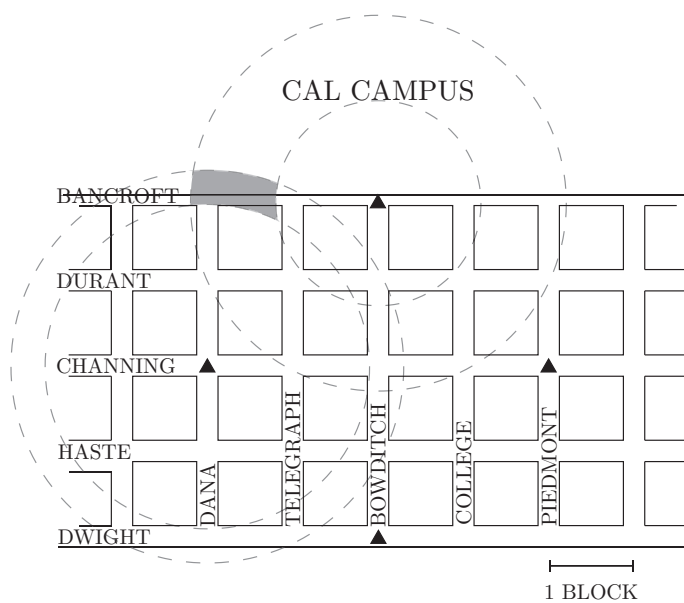 CAL CAMPUS
BANCROFT
DURANT
CHANNING
HASTE
DWIGHT
DANA
TELEGRAPH
BOWDITCH
COLLEGE
PIEDMONT
1 BLOCK